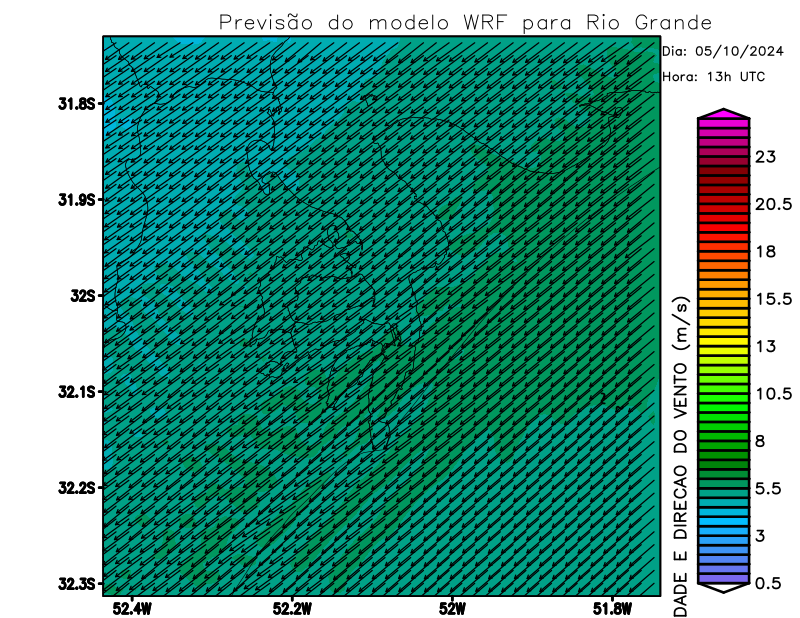 Previsão do modelo WRF para Rio Grande
Dia: 05/10/2024
Hora: 13h UTC
31.8S
31.9S
32S
32.1S
32.2S
32.3S
52.4W
52.2W
52W
51.8W
23
20.5
18
15.5
13
10.5
8
5.5
3
0.5
DADE E DIRECAO DO VENTO (m/s)